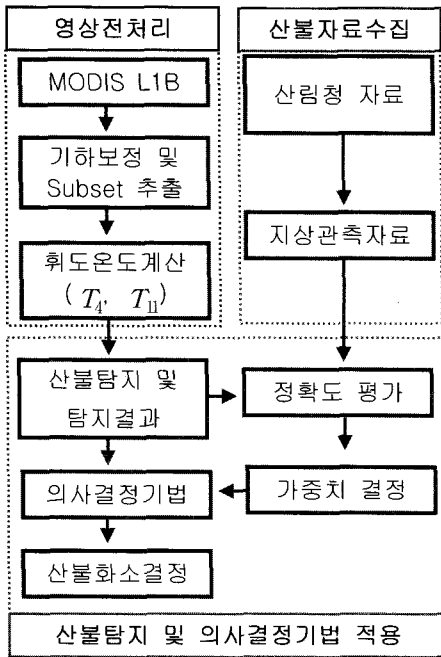 영상전처리
MODIS L1B
기하보정 및
Subset 추출
휘도온도계산
( T₄, T₁₁)
산불자료수집
산림청 자료
지상관측자료
산불탐지 및
탐지결과
정확도 평가
의사결정기법
가중치 결정
산불화소결정
산불탐지 및 의사결정기법 적용